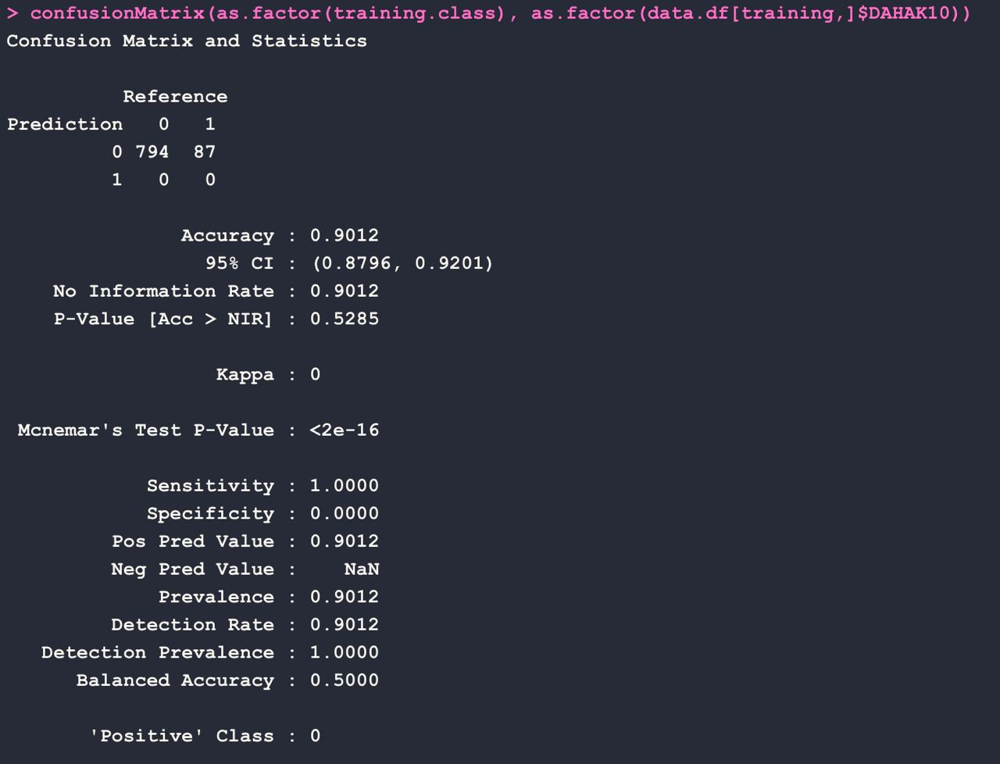 > confusionMatrix(as.factor(training.class), as.factor(data.df[training,]$DAHAK10))
Confusion Matrix and Statistics
Reference
Prediction 0 1
0 794 87
1 0 0
Accuracy : 0.9012
95% CI : (0.8796, 0.9201)
No Information Rate : 0.9012
P-Value [Acc > NIR] : 0.5285
Kappa : 0
Mcnemar's Test P-Value : <2e-16
Sensitivity : 1.0000
Specificity : 0.0000
Pos Pred Value : 0.9012
Neg Pred Value : NaN
Prevalence : 0.9012
Detection Rate : 0.9012
Detection Prevalence : 1.0000
Balanced Accuracy : 0.5000
'Positive' Class : 0